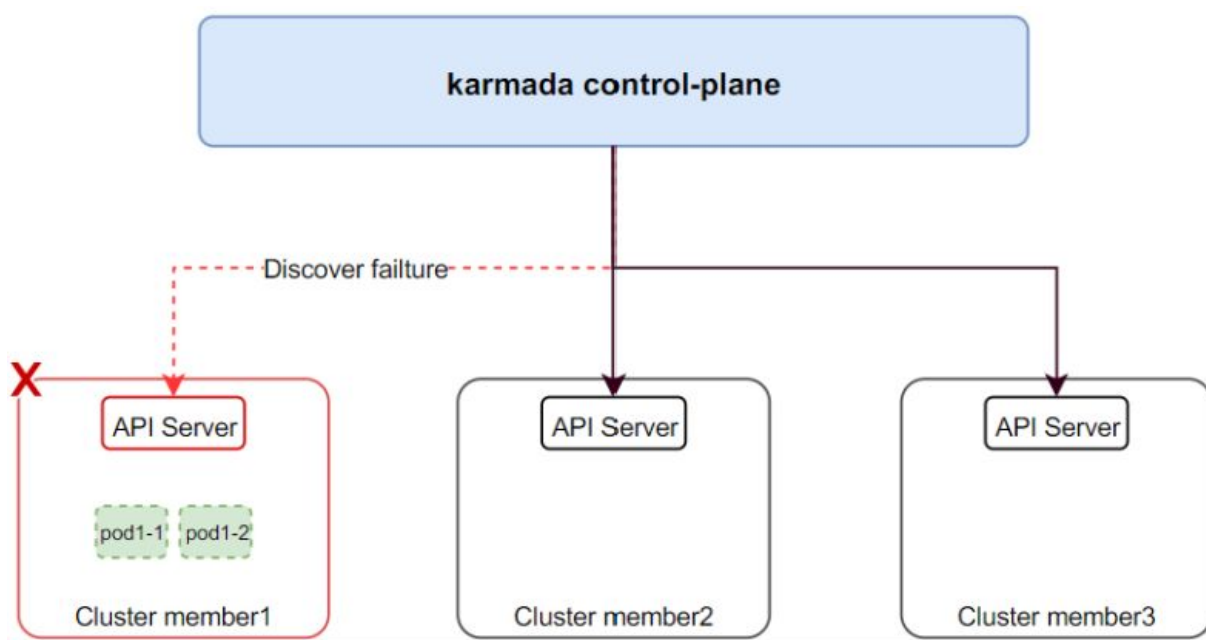 karmada control-plane
Discover failture
X
API Server
API Server
API Server
pod1-1
pod1-2
Cluster member1
Cluster member2
Cluster member3